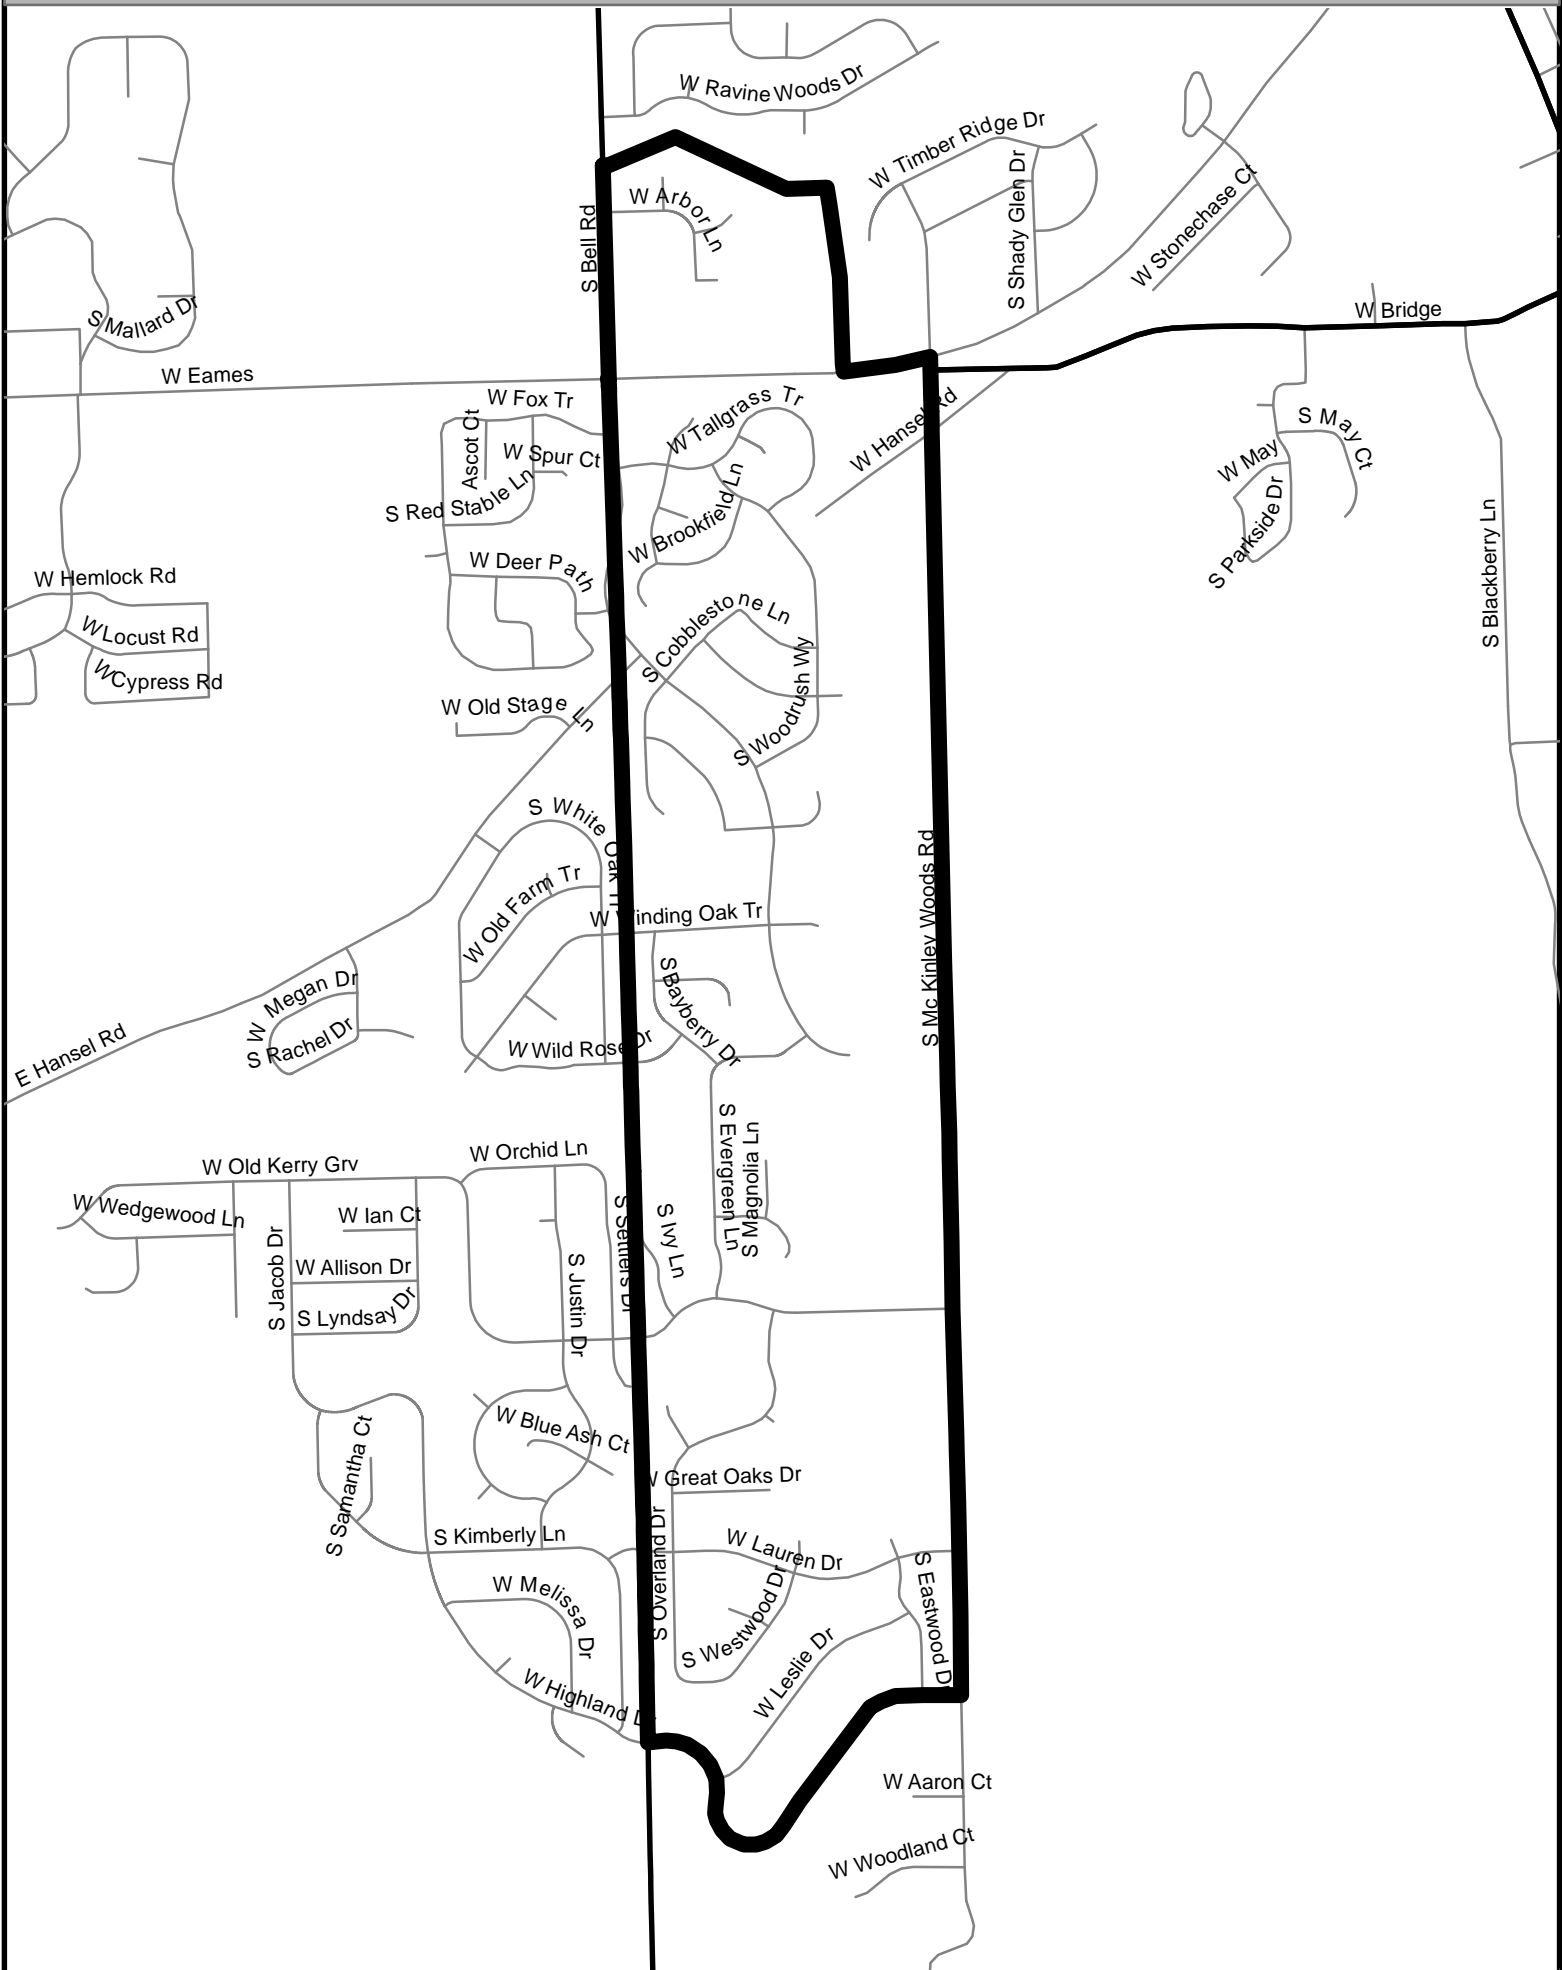 W Ravine Woods Dr
W Timber Ridge Dr
S Shady Glen Dr
W Stonechase Ct
W Arbor Ln
S Bell Rd
S Mallard Dr
W Bridge
W Eames
W Fox Tr
Ascot Ct
W Spur Ct
S Red Stable Ln
W Tallgrass Tr
W Hansel Rd
S May Ct
W May
S Parkside Dr
S Blackberry Ln
W Brookfield Ln
W Deer Path
W Hemlock Rd
W Locust Rd
W Cypress Rd
S Cobblestone Ln
S Woodrush Wy
W Old Stage Ln
S White Oak Tr
W Old Farm Tr
W Winding Oak Tr
S Mc Kinley Woods Rd
W Megan Dr
S Rachel Dr
E Hansel Rd
S Bayberry Dr
W Wild Rose Dr
S Evergreen Ln
S Magnolia Ln
W Orchid Ln
W Old Kerry Grv
W Wedgewood Ln
W Ian Ct
S Jacob Dr
W Allison Dr
S Lyndsay Dr
S Justin Dr
S Settlers Dr
S Ivy Ln
W Blue Ash Ct
S Samantha Ct
W Great Oaks Dr
S Kimberly Ln
S Overland Dr
W Lauren Dr
S Eastwood Dr
W Melissa Dr
S Westwood Dr
W Leslie Dr
W Highland Dr
W Aaron Ct
W Woodland Ct